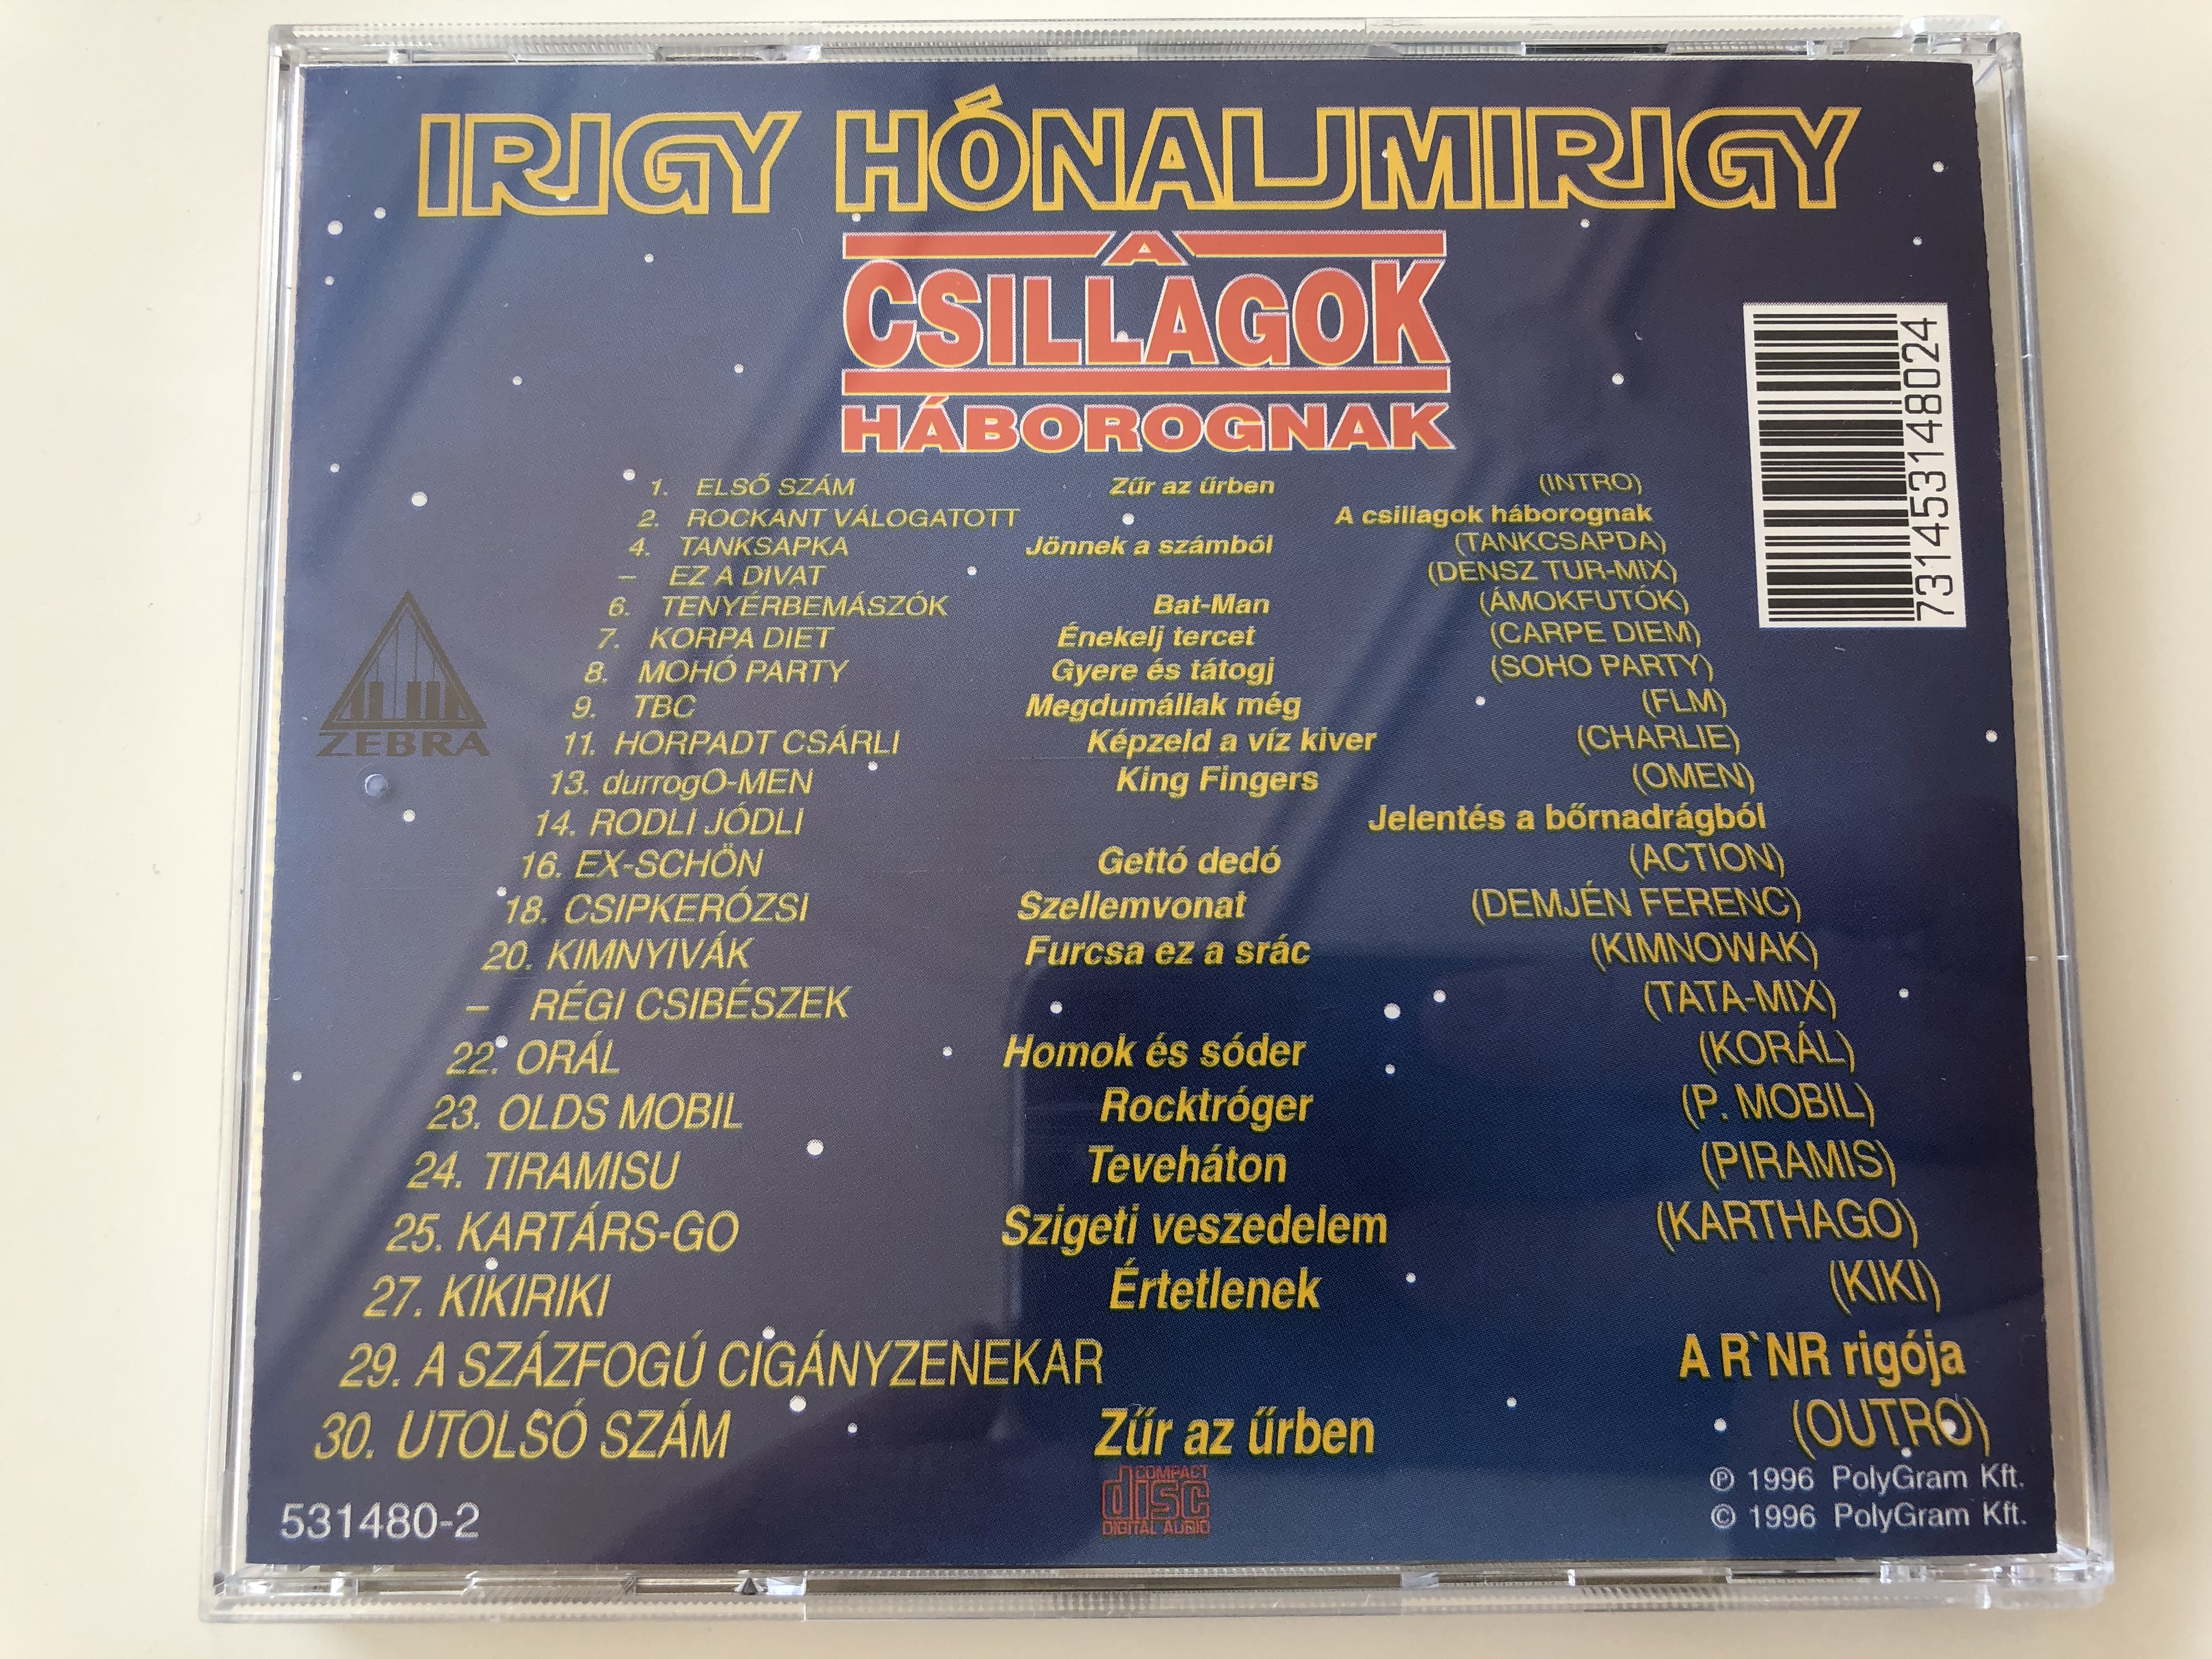 IRIGY HÓNALJMIRIGY
A
CSILLAGOK
HÁBOROGNAK
731453148024
1. ELSŐ SZÁM Zűr az űrben (INTRO)
2. ROCKANT VÁLOGATOTT A csillagok háborognak
4. TANKSAPKA Jönnek a számból (TANKCSAPDA)
– EZ A DIVAT (DENSZ TUR-MIX)
6. TENYÉRBEMÁSZÓK Bat-Man (ÁMOKFUTÓK)
7. KORPA DIET Énekelj tercet (CARPE DIEM)
8. MOHÓ PARTY Gyere és tátogj (SOHO PARTY)
9. TBC Megdumállak még (FLM)
11. HORPADT CSÁRLI Képzeld a víz kiver (CHARLIE)
13. durrogO-MEN King Fingers (OMEN)
14. RODLI JÓDLI Jelentés a bőrnadrágból
16. EX-SCHÖN Gettó dedó (ACTION)
18. CSIPKERÓZSI Szellemvonat (DEMJÉN FERENC)
20. KIMNYIVÁK Furcsa ez a srác (KIMNOWAK)
– RÉGI CSIBÉSZEK (TATA-MIX)
22. ORÁL Homok és sóder (KORÁL)
23. OLDS MOBIL Rocktróger (P. MOBIL)
24. TIRAMISU Teveháton (PIRAMIS)
25. KARTÁRS-GO Szigeti veszedelem (KARTHAGO)
27. KIKIRIKI Értetlenek (KIKI)
29. A SZÁZFOGÚ CIGÁNYZENEKAR A R`NR rigója
30. UTOLSÓ SZÁM Zűr az űrben (OUTRO)
ZEBRA
531480-2
COMPACT
disc
DIGITAL AUDIO
℗ 1996 PolyGram Kft.
© 1996 PolyGram Kft.